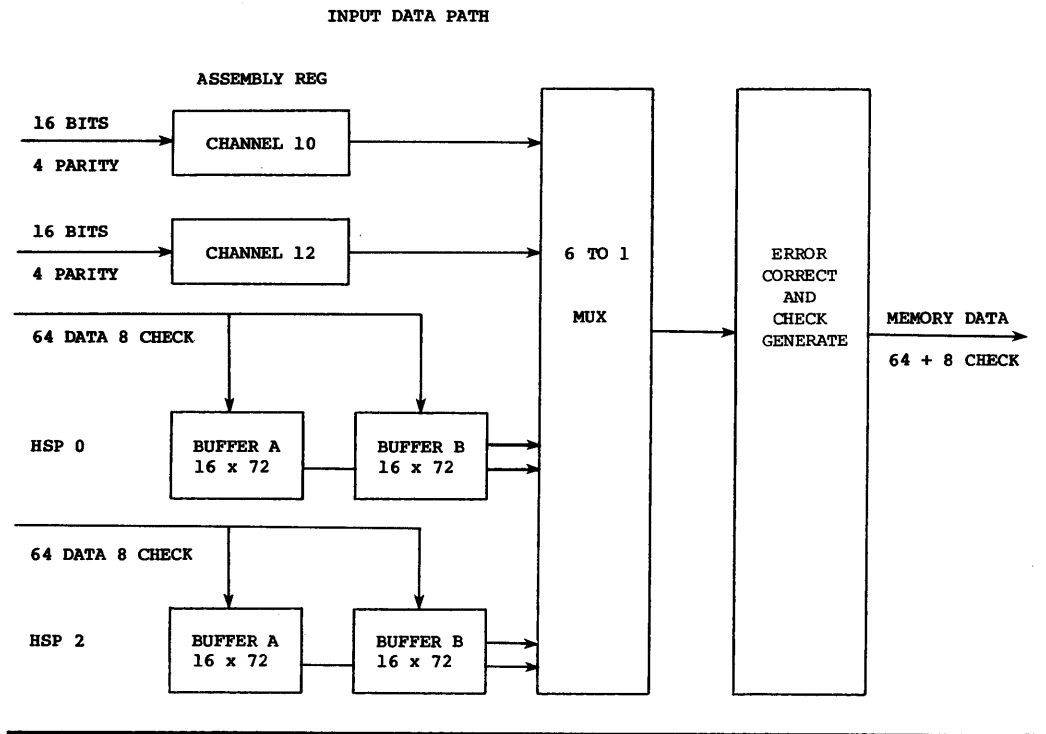 INPUT DATA PATH
ASSEMBLY REG
16 BITS
CHANNEL 10
4 PARITY
16 BITS
CHANNEL 12
4 PARITY
6 TO 1
MUX
ERROR
CORRECT
AND
CHECK
GENERATE
MEMORY DATA
64 + 8 CHECK
64 DATA 8 CHECK
HSP 0
BUFFER A
16 x 72
BUFFER B
16 x 72
64 DATA 8 CHECK
HSP 2
BUFFER A
16 x 72
BUFFER B
16 x 72